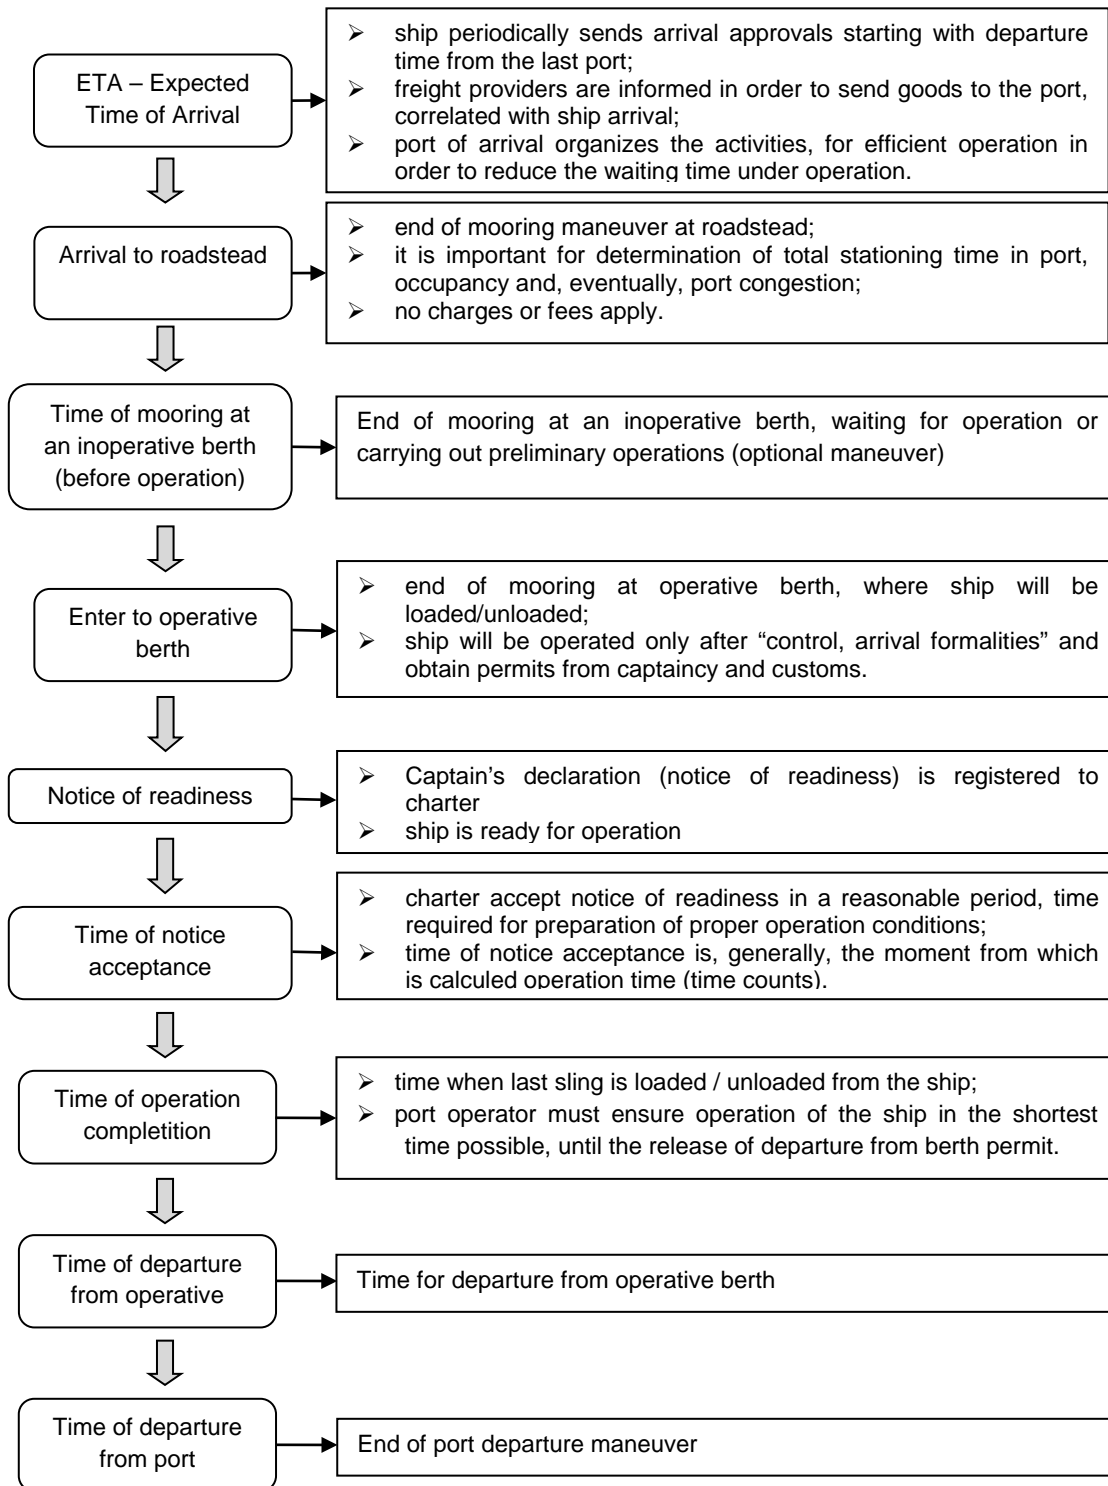 ETA – Expected
Time of Arrival
➢ ship periodically sends arrival approvals starting with departure
time from the last port;
➢ freight providers are informed in order to send goods to the port,
correlated with ship arrival;
➢ port of arrival organizes the activities, for efficient operation in
order to reduce the waiting time under operation.
Arrival to roadstead
➢ end of mooring maneuver at roadstead;
➢ it is important for determination of total stationing time in port,
occupancy and, eventually, port congestion;
➢ no charges or fees apply.
Time of mooring at
an inoperative berth
(before operation)
End of mooring at an inoperative berth, waiting for operation or
carrying out preliminary operations (optional maneuver)
Enter to operative
berth
➢ end of mooring at operative berth, where ship will be
loaded/unloaded;
➢ ship will be operated only after “control, arrival formalities” and
obtain permits from captaincy and customs.
Notice of readiness
➢ Captain’s declaration (notice of readiness) is registered to
charter
➢ ship is ready for operation
Time of notice
acceptance
➢ charter accept notice of readiness in a reasonable period, time
required for preparation of proper operation conditions;
➢ time of notice acceptance is, generally, the moment from which
is calculed operation time (time counts).
Time of operation
completition
➢ time when last sling is loaded / unloaded from the ship;
➢ port operator must ensure operation of the ship in the shortest
time possible, until the release of departure from berth permit.
Time of departure
from operative
Time for departure from operative berth
Time of departure
from port
End of port departure maneuver